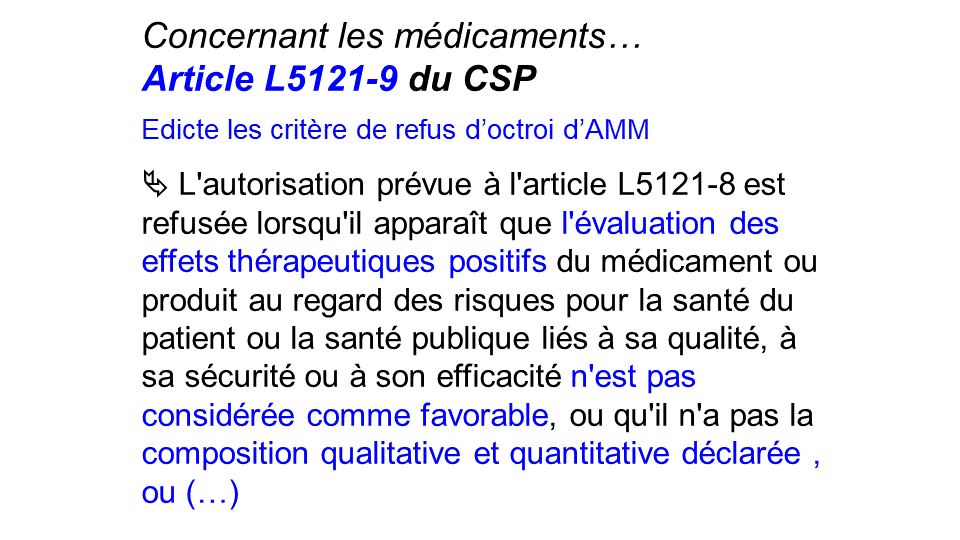 Concernant les médicaments…
Article L5121-9 du CSP
Edicte les critère de refus d’octroi d’AMM
⮱ L'autorisation prévue à l'article L5121-8 est
refusée lorsqu'il apparaît que l'évaluation des
effets thérapeutiques positifs du médicament ou
produit au regard des risques pour la santé du
patient ou la santé publique liés à sa qualité, à
sa sécurité ou à son efficacité n'est pas
considérée comme favorable, ou qu'il n'a pas la
composition qualitative et quantitative déclarée ,
ou (…)